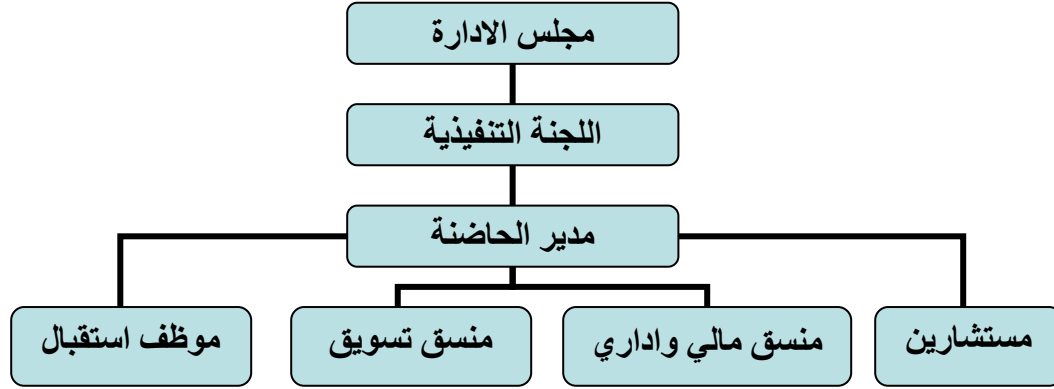 مجلس الادارة
اللجنة التنفيذية
مدير الحاضنة
مستشارين
منسق مالي واداري
منسق تسويق
موظف استقبال